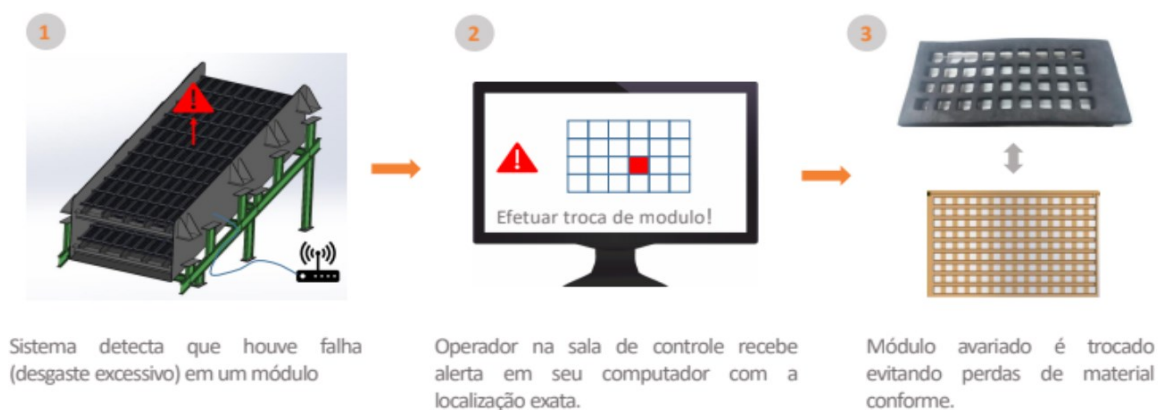 1
2
3
Efetuar troca de modulo!
Sistema detecta que houve falha
(desgaste excessivo) em um módulo
Operador na sala de controle recebe
alerta em seu computador com a
localização exata.
Módulo avariado é trocado
evitando perdas de material
conforme.